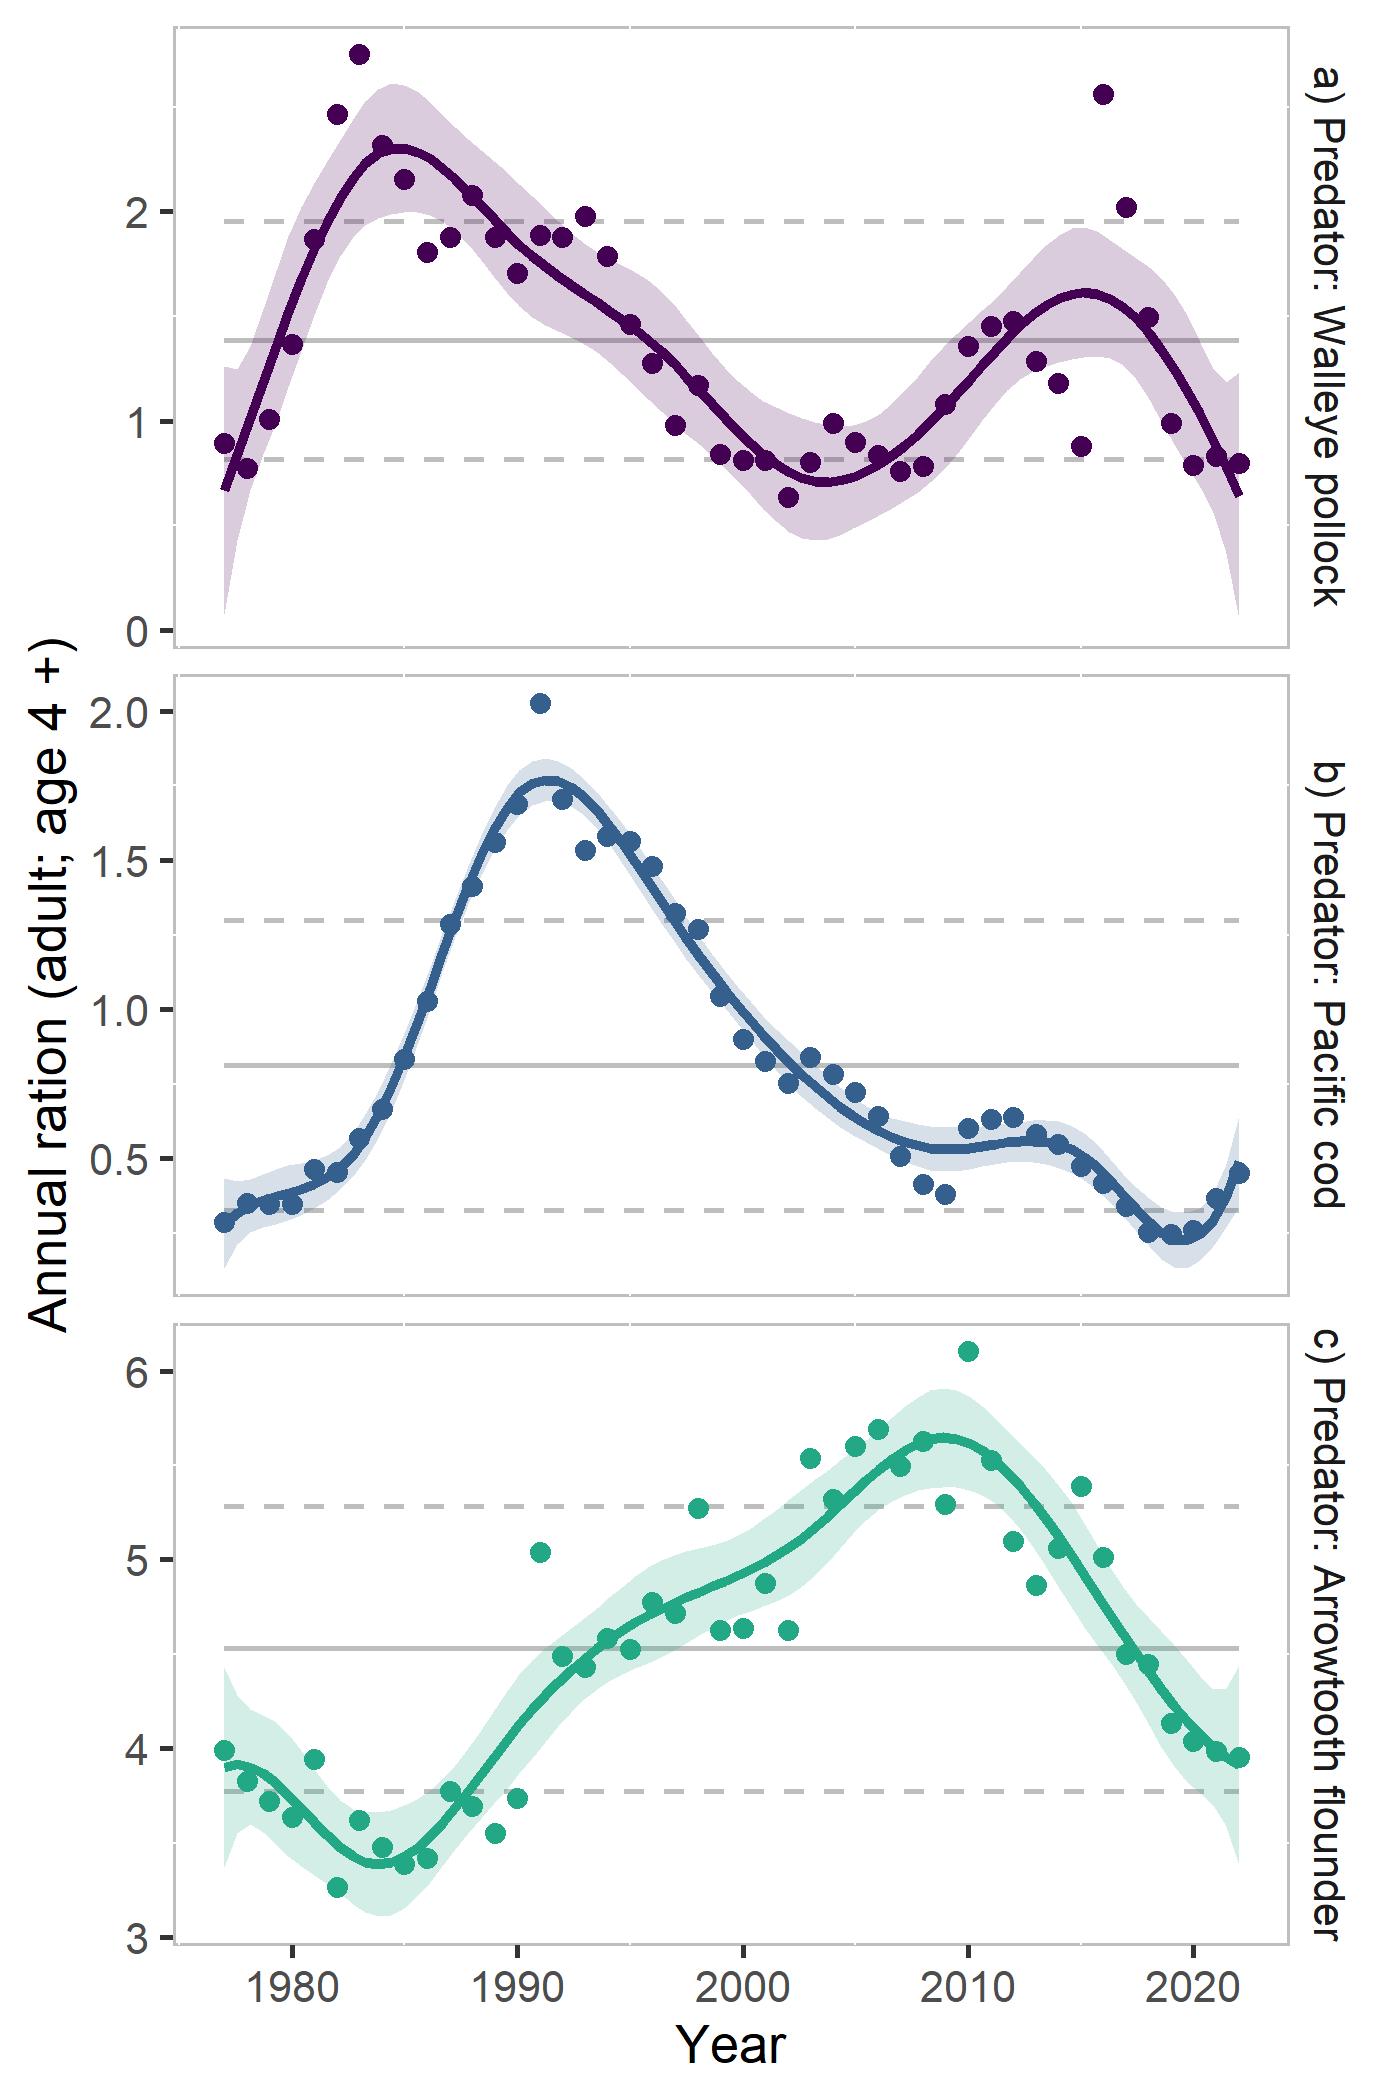 Annual ration (adult; age 4 +)
2
1
0
a) Predator: Walleye pollock
2.0
1.5
1.0
0.5
b) Predator: Pacific cod
6
5
4
3
c) Predator: Arrowtooth flounder
1980 1990 2000 2010 2020
Year